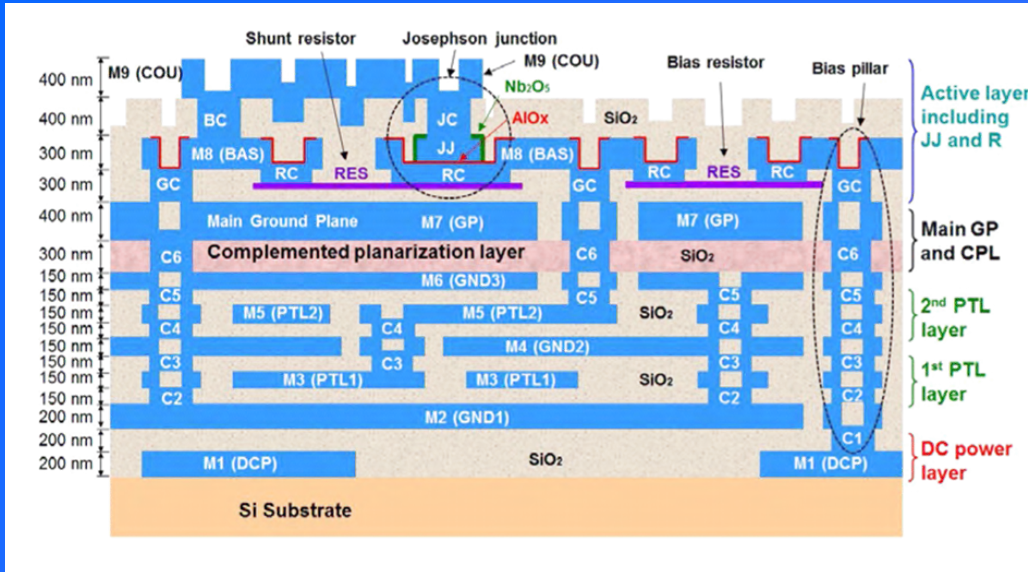 Shunt resistor
Josephson junction
M9 (COU)
Bias resistor
Bias pillar
400 nm
M9 (COU)
Nb₂O₅
Active layer
including
JJ and R
400 nm
BC
JC
AlOx
SiO₂
300 nm
M8 (BAS)
JJ
M8 (BAS)
RC
RES
RC
RC
RES
RC
300 nm
GC
GC
GC
400 nm
Main Ground Plane
M7 (GP)
M7 (GP)
Main GP
and CPL
300 nm
C6
Complemented planarization layer
C6
SiO₂
C6
150 nm
M6 (GND3)
150 nm
C5
C5
C5
C5
2nd PTL
layer
150 nm
M5 (PTL2)
M5 (PTL2)
SiO₂
150 nm
C4
C4
C4
C4
150 nm
M4 (GND2)
150 nm
C3
C3
C3
C3
1st PTL
layer
150 nm
M3 (PTL1)
M3 (PTL1)
SiO₂
150 nm
C2
C2
C2
200 nm
M2 (GND1)
200 nm
C1
DC power
layer
200 nm
M1 (DCP)
SiO₂
M1 (DCP)
Si Substrate